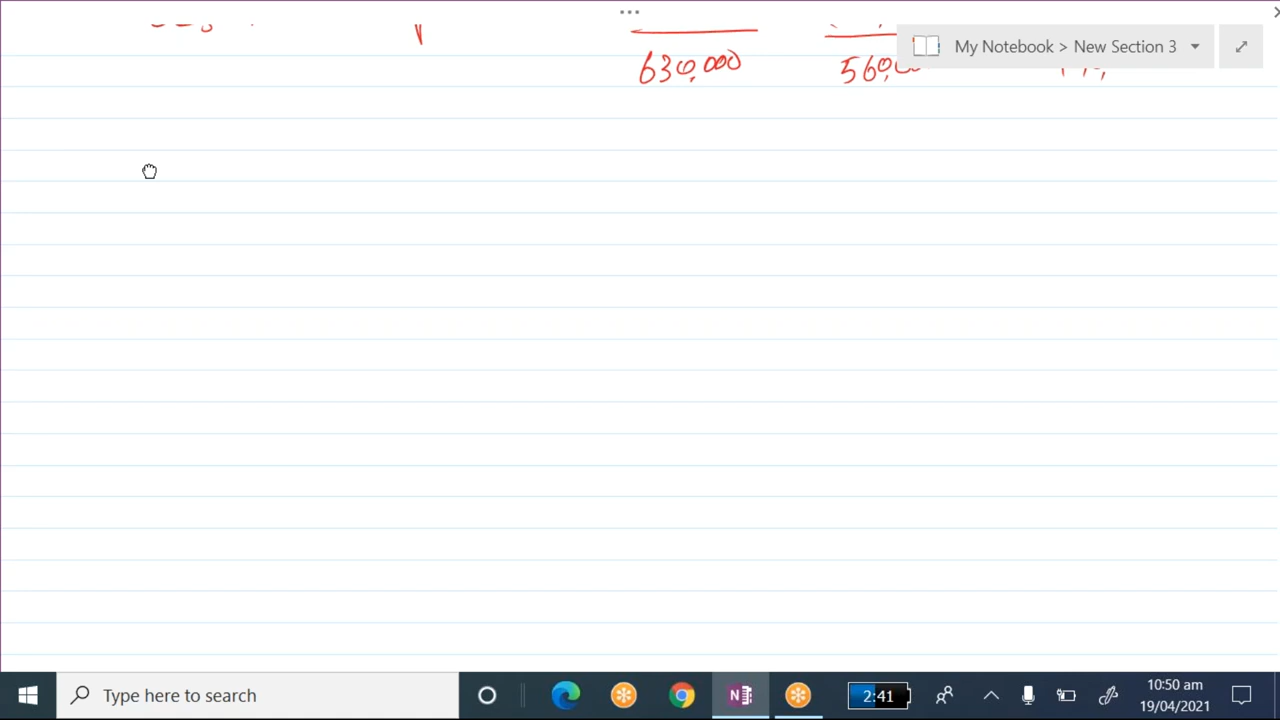 My Notebook > New Section 3
630,000
Type here to search
2:41
10:50 am
19/04/2021